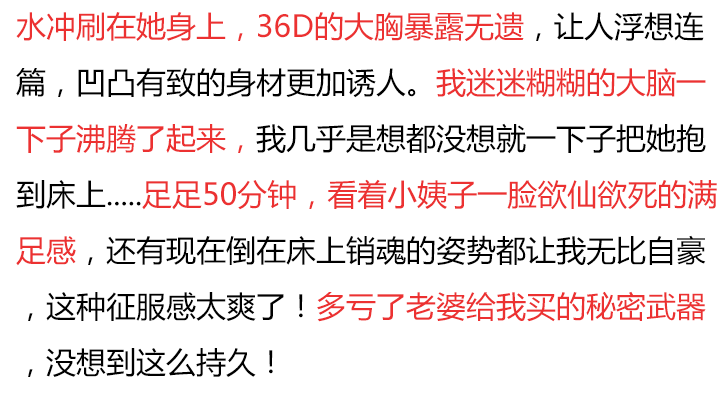 水冲刷在她身上，36D的大胸暴露无遗，让人浮想连
篇，凹凸有致的身材更加诱人。我迷迷糊糊的大脑一
下子沸腾了起来，我几乎是想都没想就一下子把她抱
到床上.....足足50分钟，看着小姨子一脸欲仙欲死的满
足感，还有现在倒在床上销魂的姿势都让我无比自豪
，这种征服感太爽了！多亏了老婆给我买的秘密武器
，没想到这么持久！